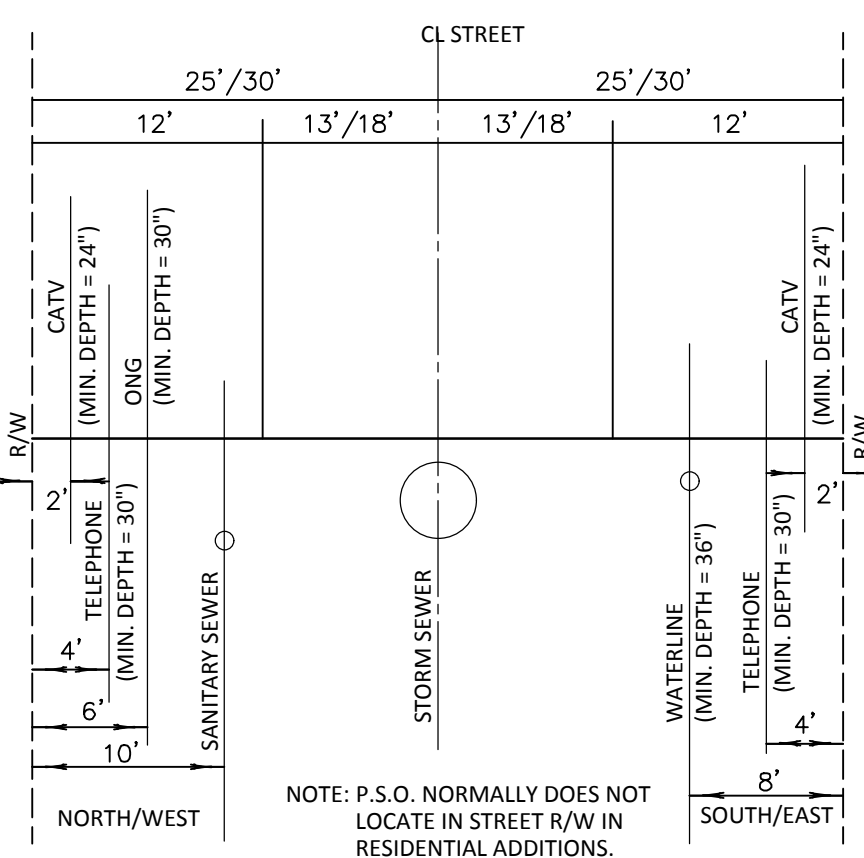 CL STREET
25'/30'
25'/30'
12'
13'/18'
13'/18'
12'
CATV
(MIN. DEPTH = 24")
ONG
(MIN. DEPTH = 30")
CATV
(MIN. DEPTH = 24")
R/W
R/W
2'
2'
TELEPHONE
(MIN. DEPTH = 30")
SANITARY SEWER
STORM SEWER
WATERLINE
(MIN. DEPTH = 36")
TELEPHONE
(MIN. DEPTH = 30")
4'
6'
10'
4'
8'
NORTH/WEST
SOUTH/EAST
NOTE: P.S.O. NORMALLY DOES NOT
LOCATE IN STREET R/W IN
RESIDENTIAL ADDITIONS.